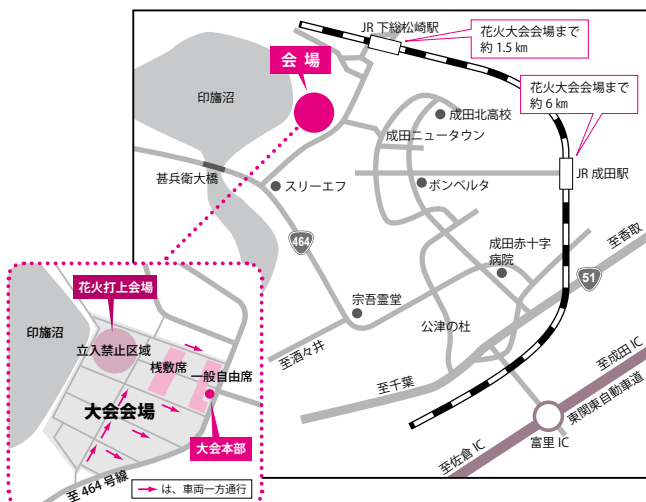 JR 下総松崎駅
花火大会会場まで
約 1.5 km
会 場
花火大会会場まで
約 6 km
印旛沼
成田北高校
成田ニュータウン
甚兵衛大橋
スリーエフ
ボンベルタ
JR 成田駅
464
成田赤十字
病院
至香取
51
宗吾霊堂
公津の杜
至酒々井
至千葉
至成田 IC
東関東自動車道
富里 IC
至佐倉 IC
花火打上会場
印旛沼
立入禁止区域
桟敷席
一般自由席
大会会場
大会本部
至 464 号線
は、車両一方通行